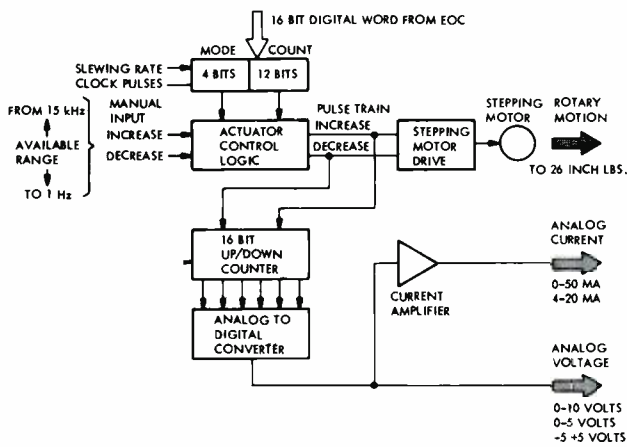 16 BIT DIGITAL WORD FROM EOC
MODE
COUNT
SLEWING RATE
CLOCK PULSES
4 BITS
12 BITS
FROM 15 kHz
AVAILABLE
RANGE
TO 1 Hz
MANUAL
INPUT
INCREASE
DECREASE
ACTUATOR
CONTROL
LOGIC
PULSE TRAIN
INCREASE
DECREASE
STEPPING
MOTOR
DRIVE
STEPPING
MOTOR
ROTARY
MOTION
TO 26 INCH LBS.
16 BIT
UP/DOWN
COUNTER
ANALOG TO
DIGITAL
CONVERTER
CURRENT
AMPLIFIER
ANALOG
CURRENT
0-50 MA
4-20 MA
ANALOG
VOLTAGE
0-10 VOLTS
0-5 VOLTS
-5 +5 VOLTS